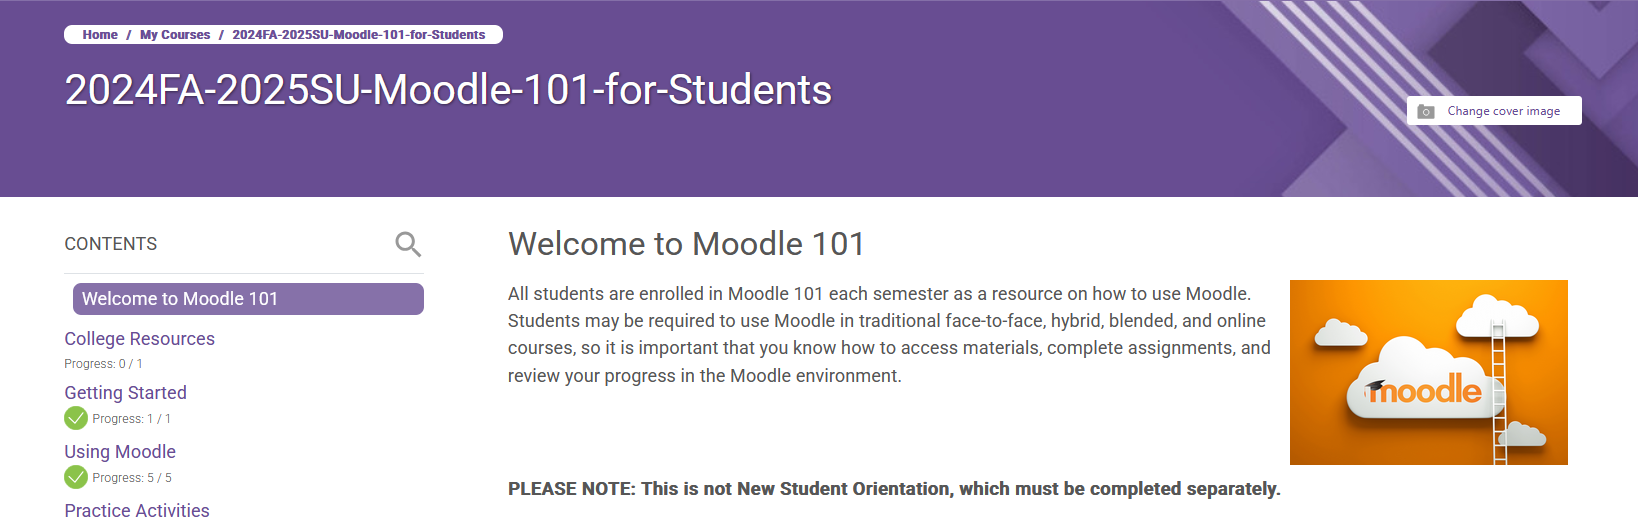 Home / My Courses / 2024FA-2025SU-Moodle-101-for-Students
2024FA-2025SU-Moodle-101-for-Students
Change cover image
CONTENTS
Welcome to Moodle 101
College Resources
Progress: 0 / 1
Getting Started
Progress: 1 / 1
Using Moodle
Progress: 5 / 5
Practice Activities
Welcome to Moodle 101
All students are enrolled in Moodle 101 each semester as a resource on how to use Moodle.
Students may be required to use Moodle in traditional face-to-face, hybrid, blended, and online
courses, so it is important that you know how to access materials, complete assignments, and
review your progress in the Moodle environment.
moodle
PLEASE NOTE: This is not New Student Orientation, which must be completed separately.